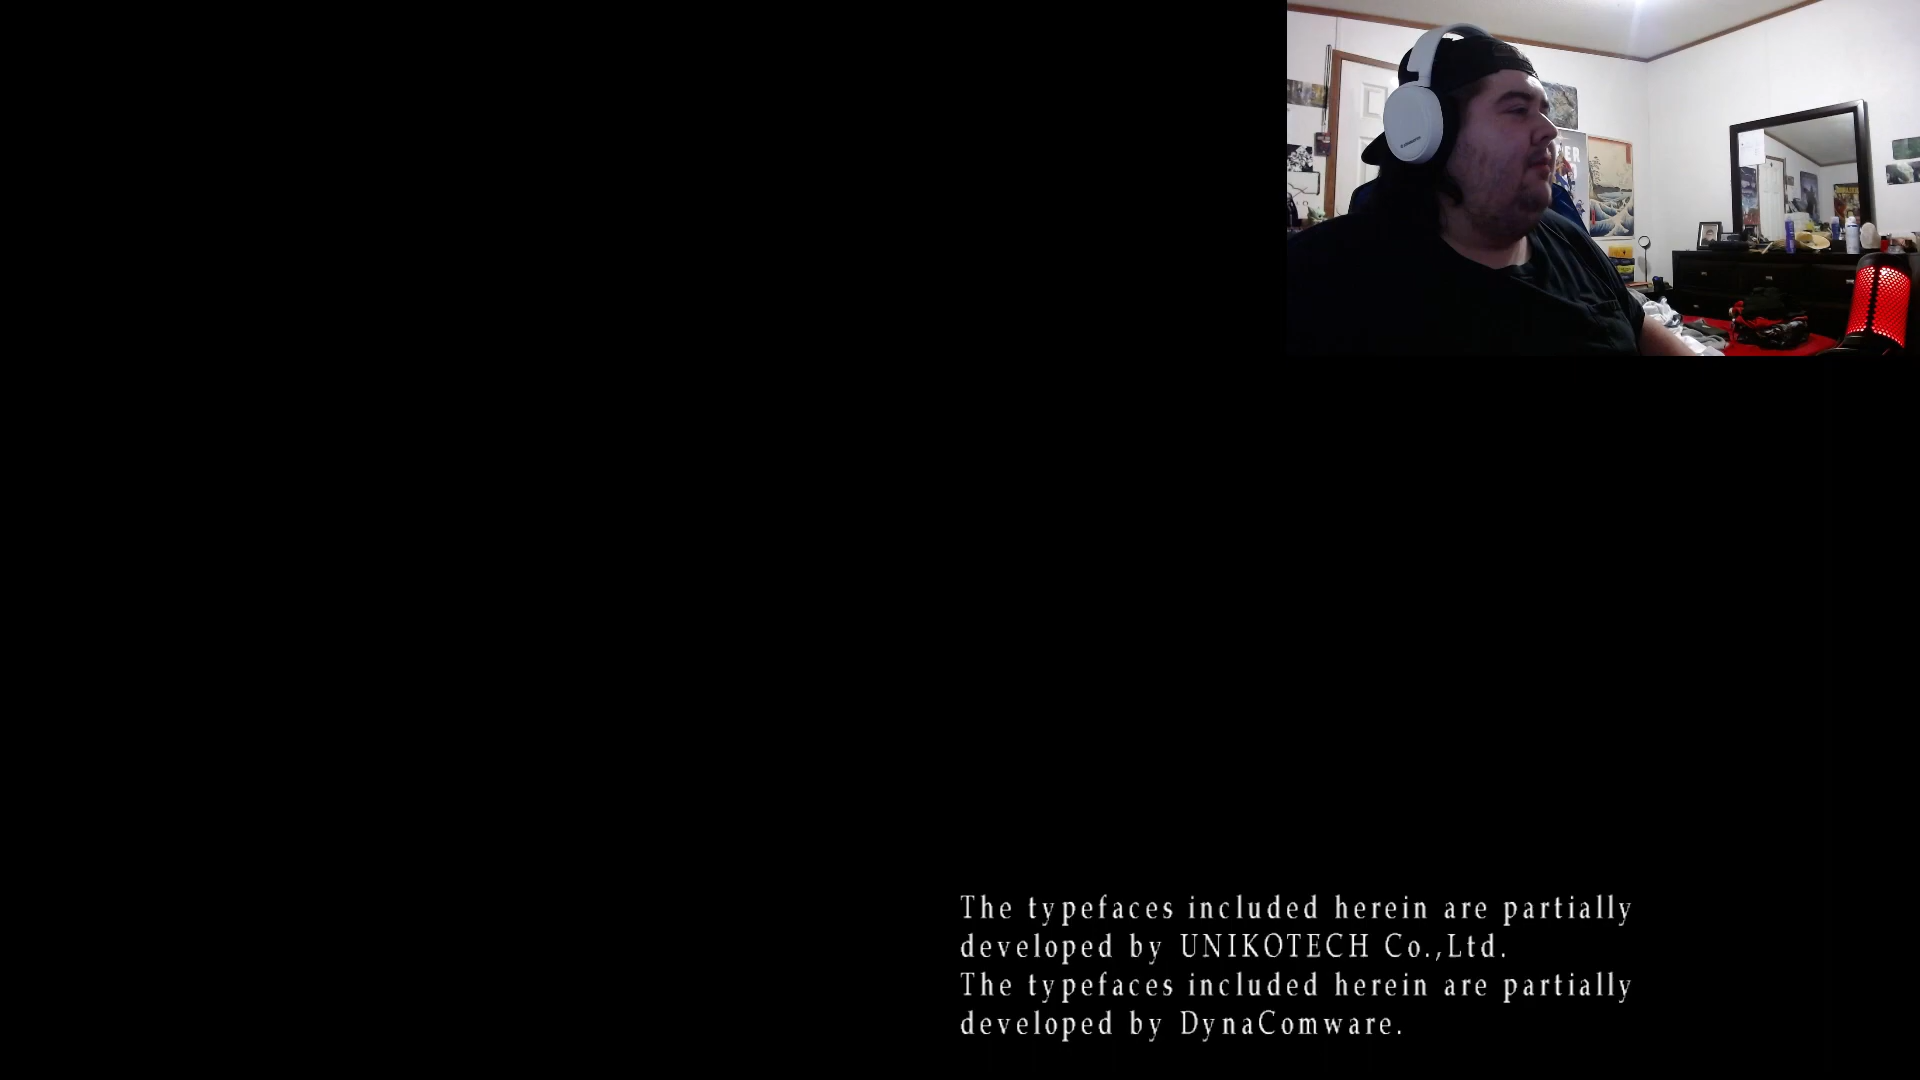 The typefaces included herein are partially
developed by UNIKOTECH Co.,Ltd.
The typefaces included herein are partially
developed by DynaComware.